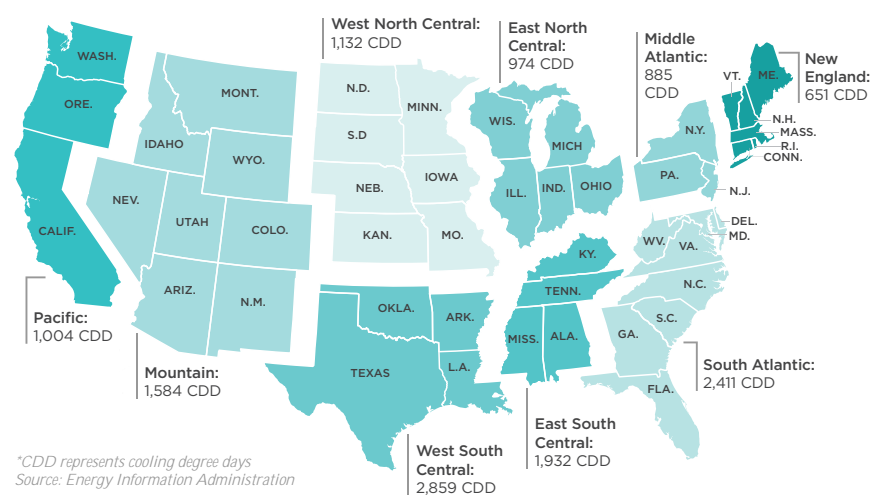 West North Central:
1,132 CDD
East North
Central:
974 CDD
Middle
Atlantic:
885
CDD
New
England:
651 CDD
WASH.
ORE.
CALIF.
IDAHO
MONT.
WYO.
NEV.
UTAH
COLO.
ARIZ.
N.M.
N.D.
S.D
NEB.
KAN.
MINN.
IOWA
MO.
WIS.
MICH
ILL.
IND.
OHIO
N.Y.
PA.
N.J.
VT.
ME.
N.H.
MASS.
R.I.
CONN.
DEL.
MD.
WV.
VA.
N.C.
S.C.
GA.
FLA.
KY.
TENN.
MISS.
ALA.
OKLA.
ARK.
TEXAS
L.A.
Pacific:
1,004 CDD
Mountain:
1,584 CDD
West South
Central:
2,859 CDD
East South
Central:
1,932 CDD
South Atlantic:
2,411 CDD
*CDD represents cooling degree days
Source: Energy Information Administration